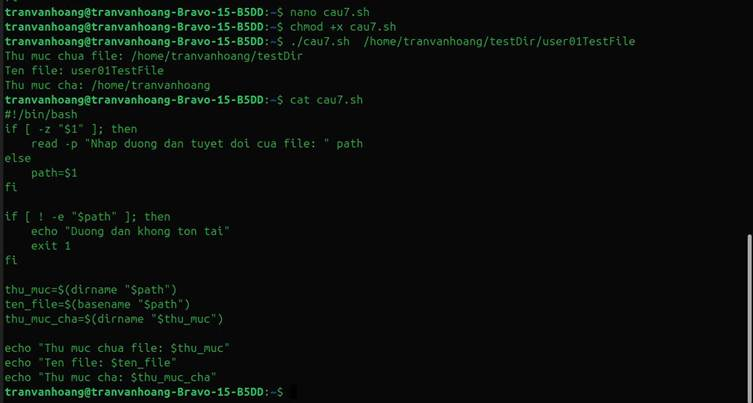 tranvanhoang@tranvanhoang-Bravo-15-B5DD:~$ nano cau7.sh
tranvanhoang@tranvanhoang-Bravo-15-B5DD:~$ chmod +x cau7.sh
tranvanhoang@tranvanhoang-Bravo-15-B5DD:~$ ./cau7.sh  /home/tranvanhoang/testDir/user01TestFile
Thu muc chua file: /home/tranvanhoang/testDir
Ten file: user01TestFile
Thu muc cha: /home/tranvanhoang
tranvanhoang@tranvanhoang-Bravo-15-B5DD:~$ cat cau7.sh
#!/bin/bash
if [ -z "$1" ]; then
    read -p "Nhap duong dan tuyet doi cua file: " path
else
    path=$1
fi

if [ ! -e "$path" ]; then
    echo "Duong dan khong ton tai"
    exit 1
fi

thu_muc=$(dirname "$path")
ten_file=$(basename "$path")
thu_muc_cha=$(dirname "$thu_muc")

echo "Thu muc chua file: $thu_muc"
echo "Ten file: $ten_file"
echo "Thu muc cha: $thu_muc_cha"
tranvanhoang@tranvanhoang-Bravo-15-B5DD:~$